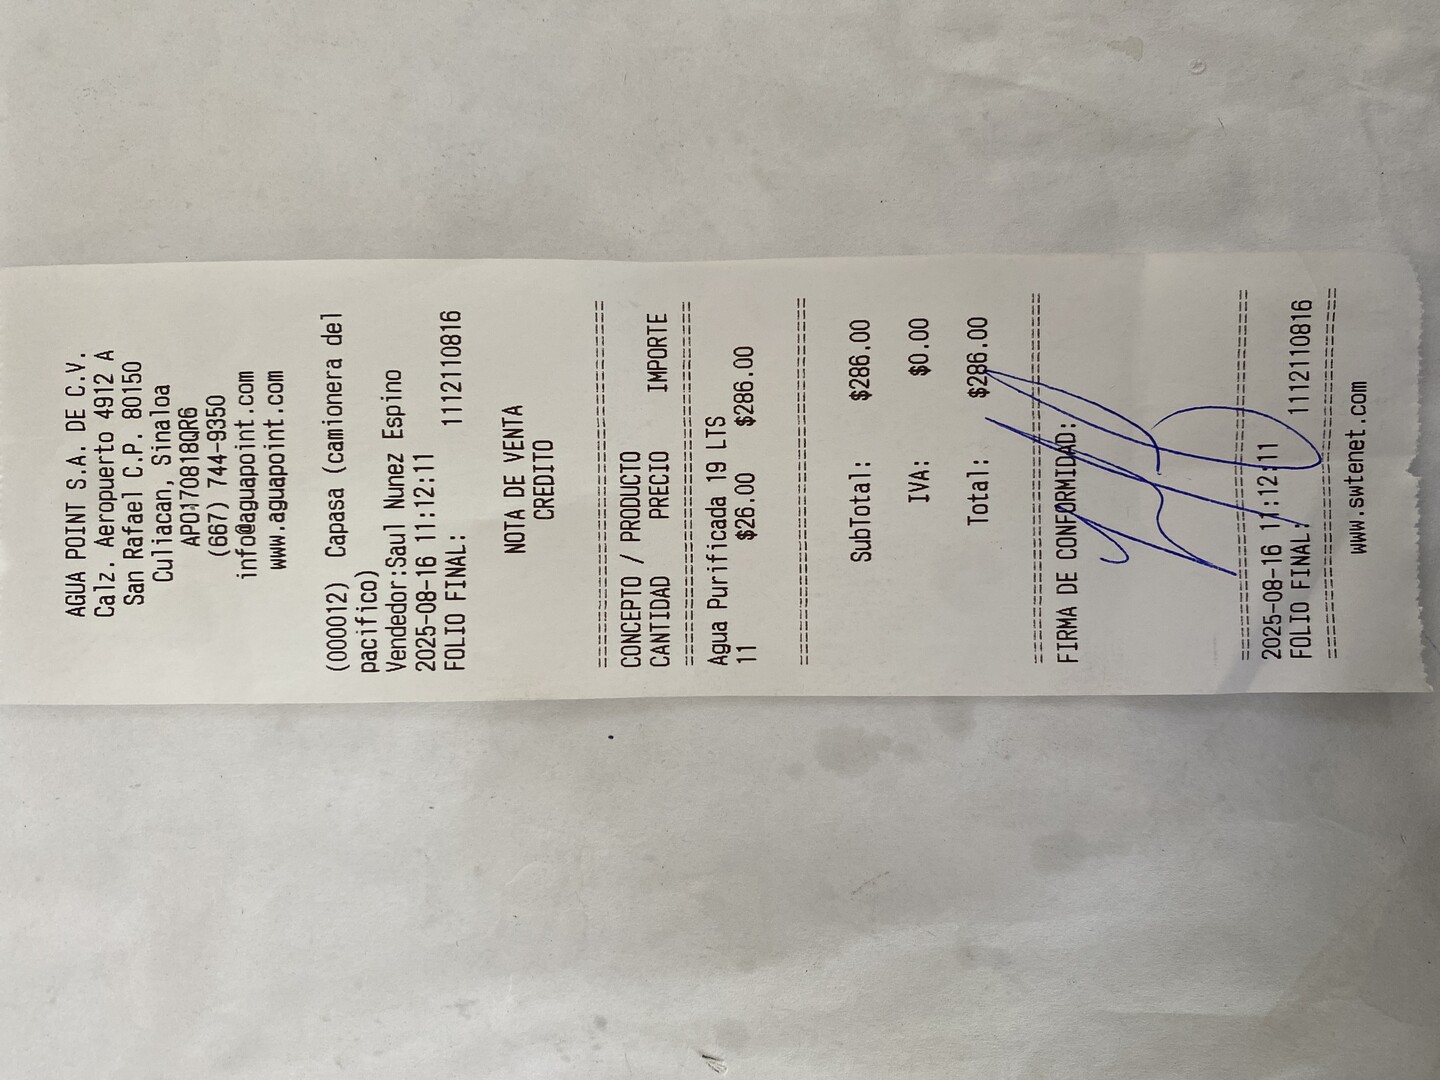 AGUA POINT S.A. DE C.V.
Calz. Aeropuerto 4912 A
San Rafael C.P. 80150
Culiacan, Sinaloa
APO170818QR6
(667) 744-9350
info@aguapoint.com
www.aguapoint.com
(000012) Capasa (camionera del
pacifico)
Vendedor:Saul Nunez Espino
2025-08-16 11:12:11
FOLIO FINAL: 1112110816
NOTA DE VENTA
CREDITO
================================
CONCEPTO / PRODUCTO
CANTIDAD PRECIO IMPORTE
================================
Agua Purificada 19 LTS
11 $26.00 $286.00
================================
SubTotal: $286.00
IVA: $0.00
Total: $286.00
================================
FIRMA DE CONFORMIDAD:
================================
2025-08-16 11:12:11
FOLIO FINAL: 1112110816
================================
www.swtenet.com